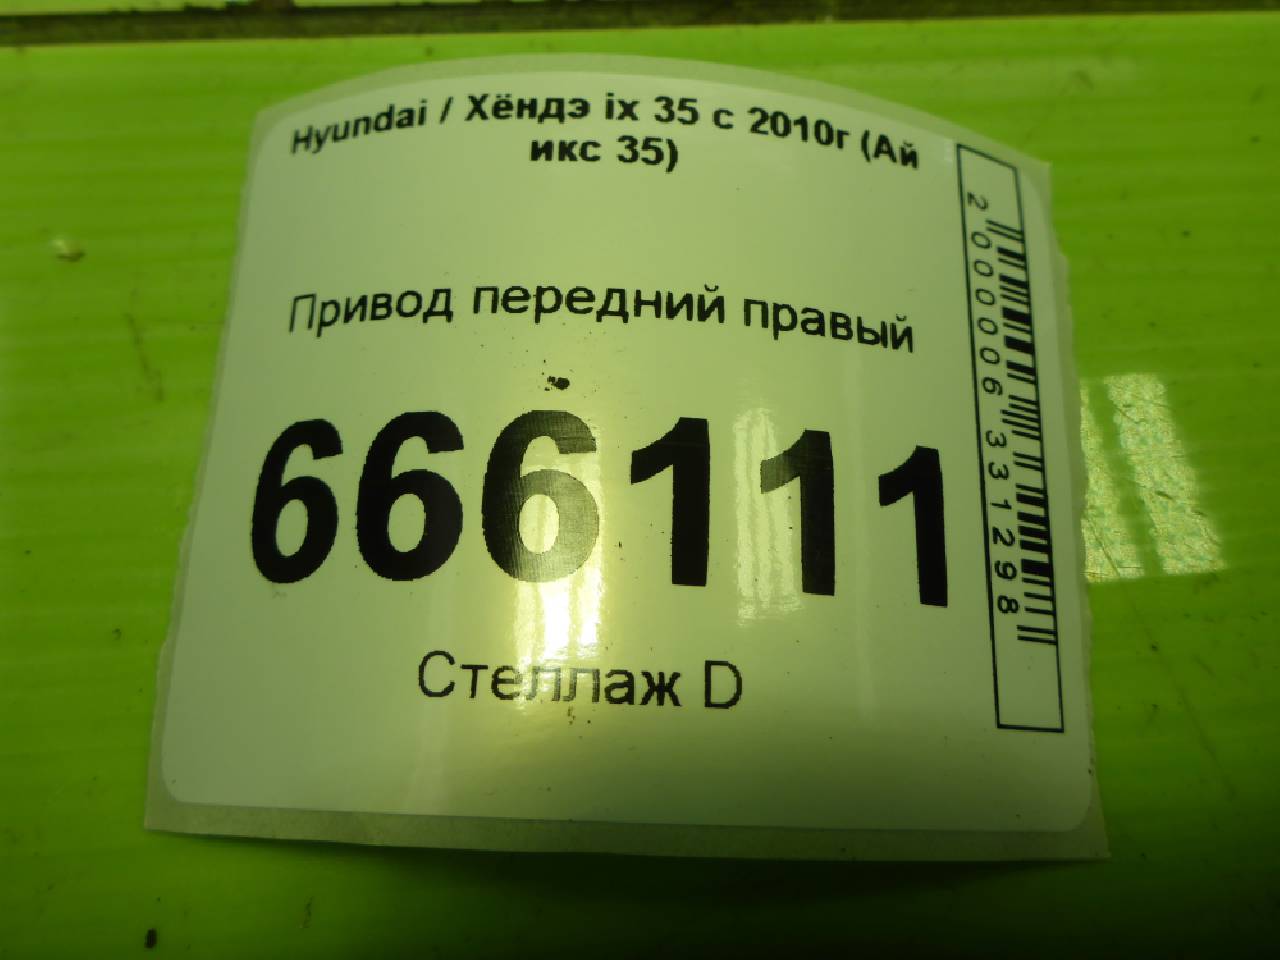 Hyundai / Хёндэ ix 35 с 2010г (Ай
икс 35)
Привод передний правый
666111
Стеллаж D
2000006331298